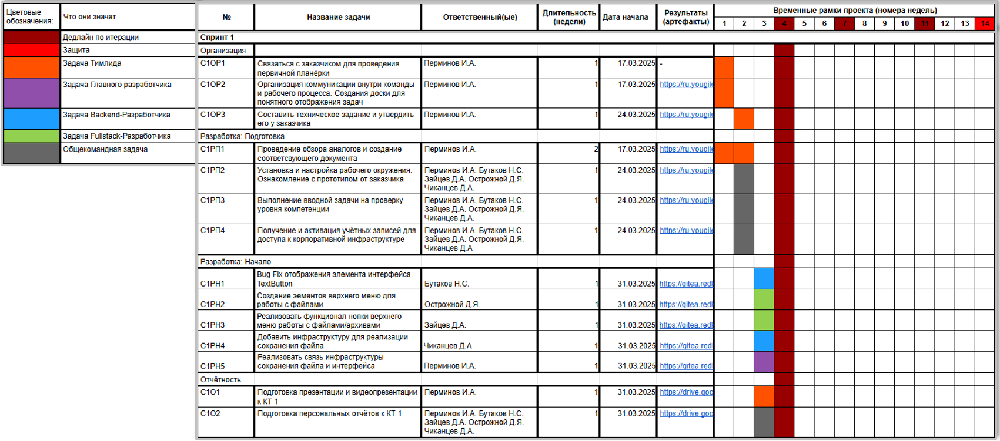 Цветовые
обозначения:
Что они значат
Дедлайн по итерации
Защита
Задача Тимлида
Задача Главного разработчика
Задача Backend-Разработчика
Задача Fullstack-Разработчика
Общекомандная задача
№
Название задачи
Ответственный(ые)
Длительность
(недели)
Дата начала
Результаты
(артефакты)
Временные рамки проекта (номера недель)
1 2 3 4 5 6 7 8 9 10 11 12 13 14
Спринт 1
Организация
С1ОР1
Связаться с заказчиком для проведения
первичной планёрки
Перминов И.А.
1
17.03.2025
-
С1ОР2
Организация коммуникации внутри команды
и рабочего процесса. Создания доски для
понятного отображения задач
Перминов И.А.
1
17.03.2025
https://ru.yougile
С1ОР3
Составить техническое задание и утвердить
его у заказчика
Перминов И.А.
1
24.03.2025
https://ru.yougile
Разработка: Подготовка
С1РП1
Проведение обзора аналогов и создание
соответсвующего документа
Перминов И.А.
2
17.03.2025
https://ru.yougile
С1РП2
Установка и настройка рабочего окружения.
Ознакомление с прототипом от заказчика
Перминов И.А. Бутаков Н.С.
Зайцев Д.А. Острожной Д.Я.
Чиканцев Д.А.
1
24.03.2025
https://ru.yougile
С1РП3
Выполнение вводной задачи на проверку
уровня компетенции
Перминов И.А. Бутаков Н.С.
Зайцев Д.А. Острожной Д.Я.
Чиканцев Д.А.
1
24.03.2025
https://ru.yougile
С1РП4
Получение и активация учётных записей для
доступа к корпоративной инфраструктуре
Перминов И.А. Бутаков Н.С.
Зайцев Д.А. Острожной Д.Я.
Чиканцев Д.А
1
24.03.2025
https://ru.yougile
Разработка: Начало
С1РН1
Bug Fix отображения элемента интерфейса
TextButton
Бутаков Н.С.
1
31.03.2025
https://gitea.redl
С1РН2
Создание эементов верхнего меню для
работы с файлами
Острожной Д.Я.
1
31.03.2025
https://gitea.redl
С1РН3
Реализовать функционал нопки верхнего
меню работы с файлами/архивами
Зайцев Д.А.
1
31.03.2025
https://gitea.redl
С1РН4
Добавить инфраструктуру для реализации
сохранения файла
Чиканцев Д.А
1
31.03.2025
https://gitea.redl
С1РН5
Реализовать связь инфраструктуры
сохранения файла и интерфейса
Перминов И.А.
1
31.03.2025
https://gitea.redl
Отчётность
С1О1
Подготовка презентации и видеопрезентации
к КТ 1
Перминов И.А.
1
31.03.2025
https://drive.goo
С1О2
Подготовка персональных отчётов к КТ 1
Перминов И.А. Бутаков Н.С.
Зайцев Д.А. Острожной Д.Я.
Чиканцев Д.А.
1
31.03.2025
https://drive.goo